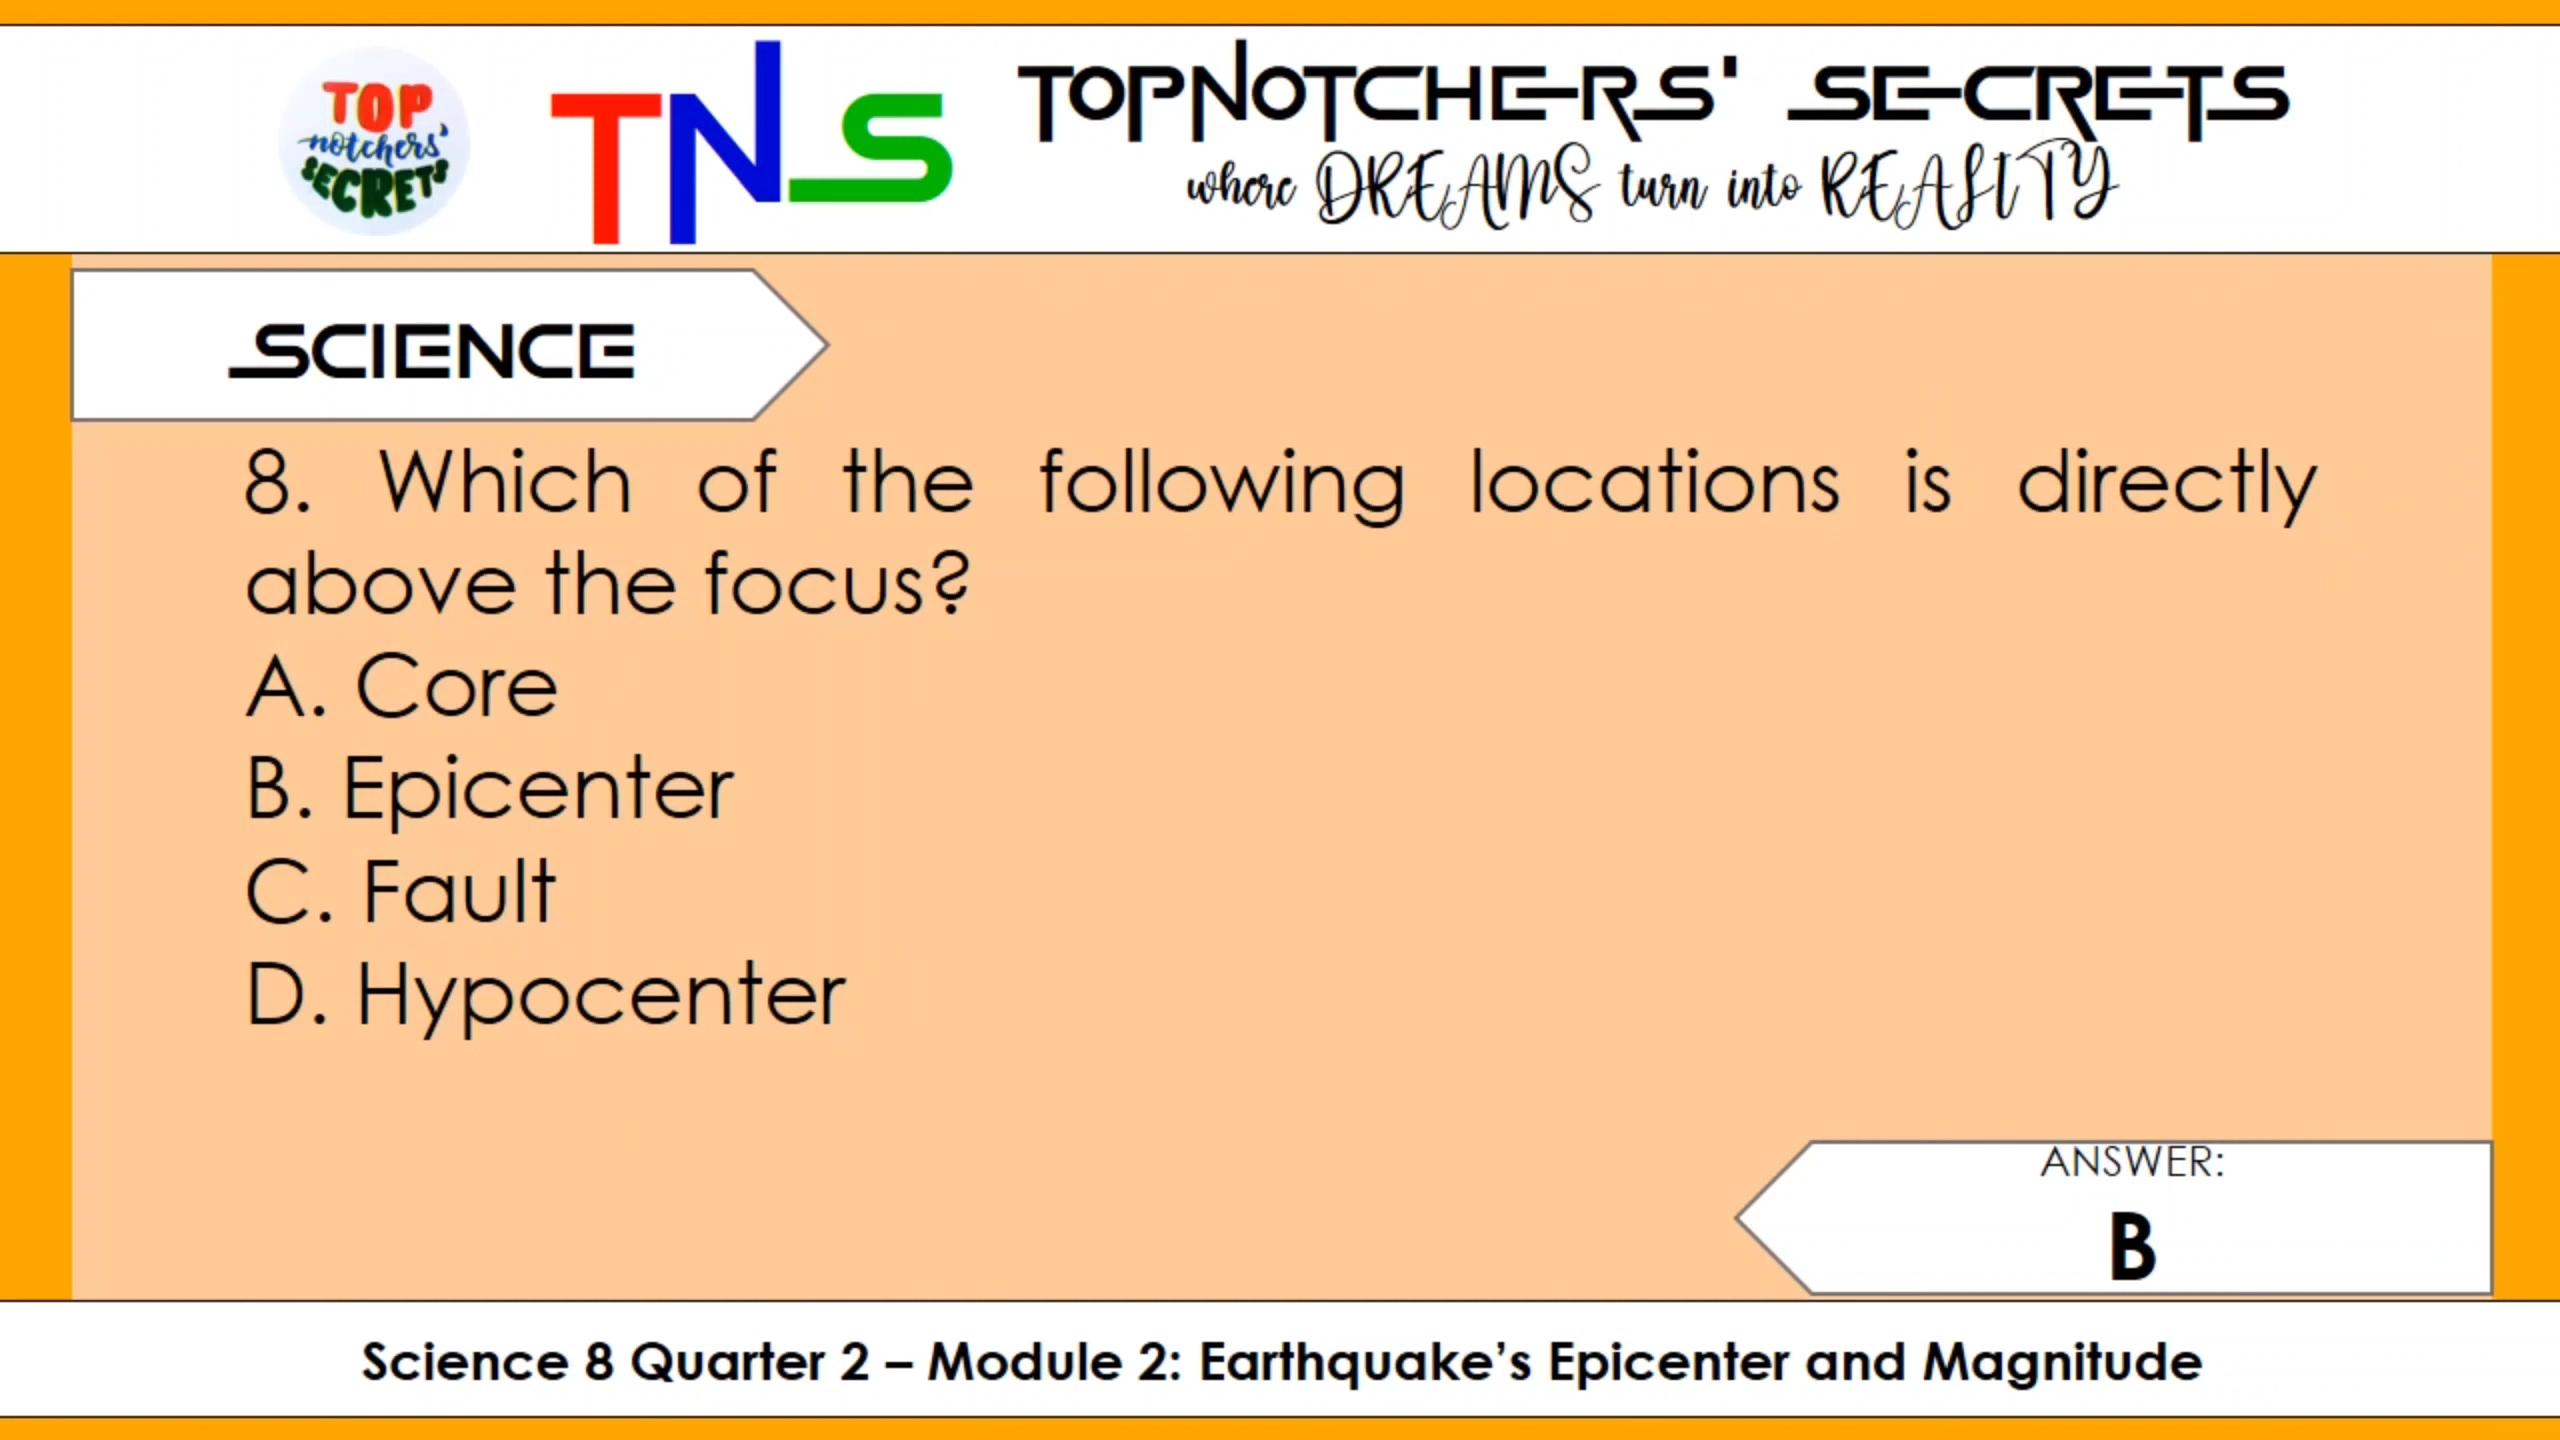 TOP
notchers'
SECRETS
TNS
TOPNOTCHERS' SECRETS
where DREAMS turn into REALITY
SCIENCE
8. Which of the following locations is directly
above the focus?
A. Core
B. Epicenter
C. Fault
D. Hypocenter
ANSWER:
B
Science 8 Quarter 2 – Module 2: Earthquake's Epicenter and Magnitude